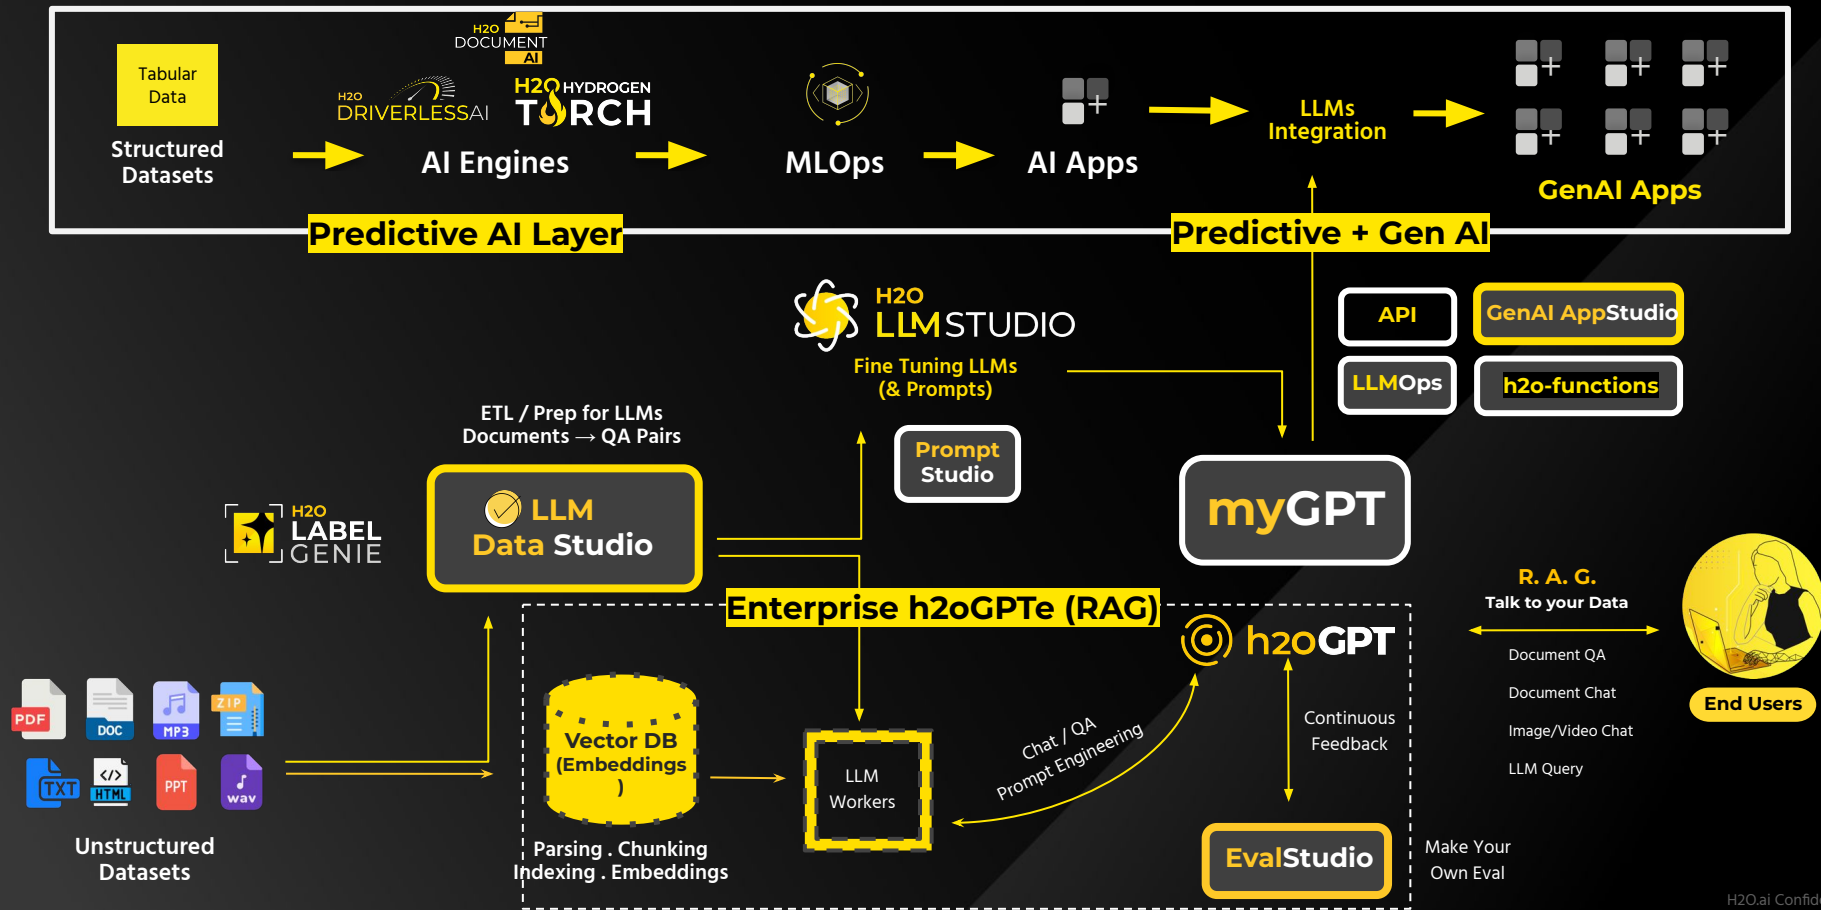 H2O
DOCUMENT
AI
Tabular
Data
H2O
DRIVERLESSAI
H2O HYDROGEN
TORCH
Structured
Datasets
AI Engines
MLOps
AI Apps
LLMs
Integration
GenAI Apps
Predictive AI Layer
Predictive + Gen AI
H2O
LLM STUDIO
Fine Tuning LLMs
(& Prompts)
API
GenAI AppStudio
LLMOps
h2o-functions
ETL / Prep for LLMs
Documents → QA Pairs
Prompt
Studio
LLM
Data Studio
H2O
LABEL
GENIE
myGPT
R. A. G.
Talk to your Data
Document QA
Document Chat
Image/Video Chat
LLM Query
End Users
Enterprise h2oGPTe (RAG)
h2oGPT
PDF
DOC
MP3
ZIP
TXT
</>
HTML
PPT
wav
Unstructured
Datasets
Vector DB
(Embeddings
)
Parsing . Chunking
Indexing . Embeddings
LLM
Workers
Chat / QA
Prompt Engineering
Continuous
Feedback
EvalStudio
Make Your
Own Eval
H2O.ai Confid